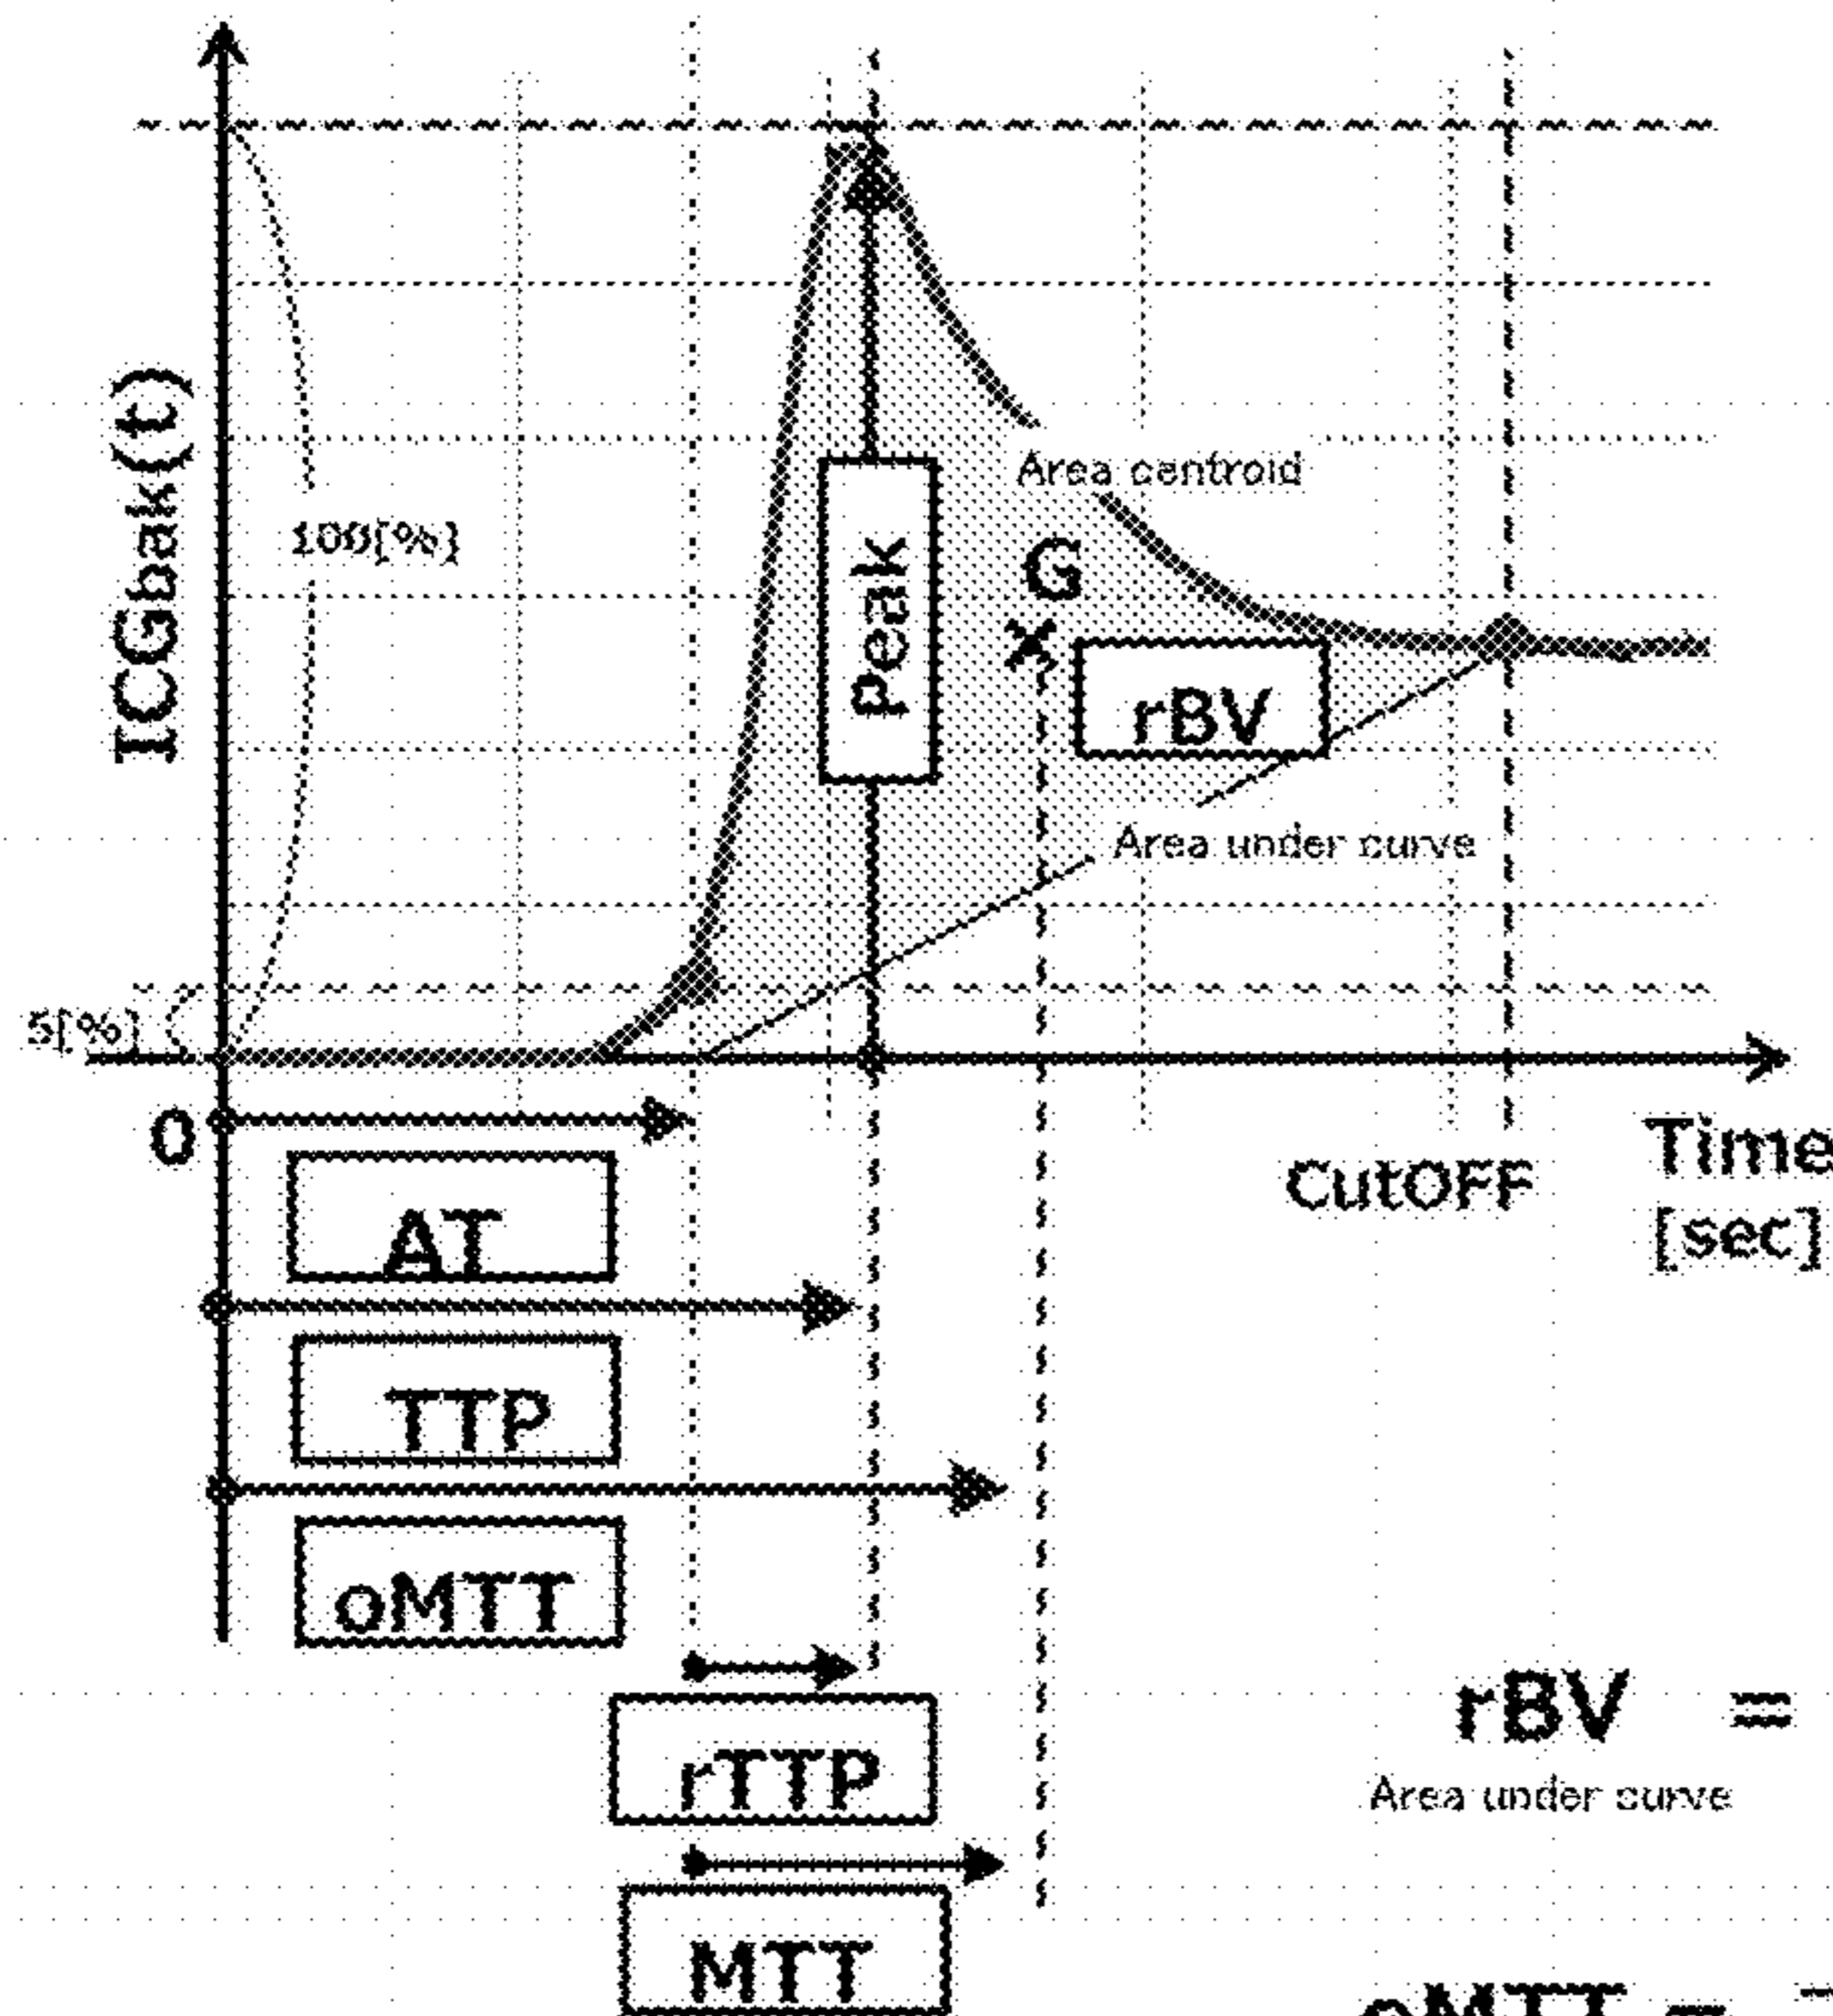 ICGbak(t)
100[%]
Area centroid
G
Peak
rBV
Area under curve
5[%]
0
CutOFF
Time
[sec]
AT
TTP
oMTT
rTTP
MTT
rBV =
Area under curve
oMTT =